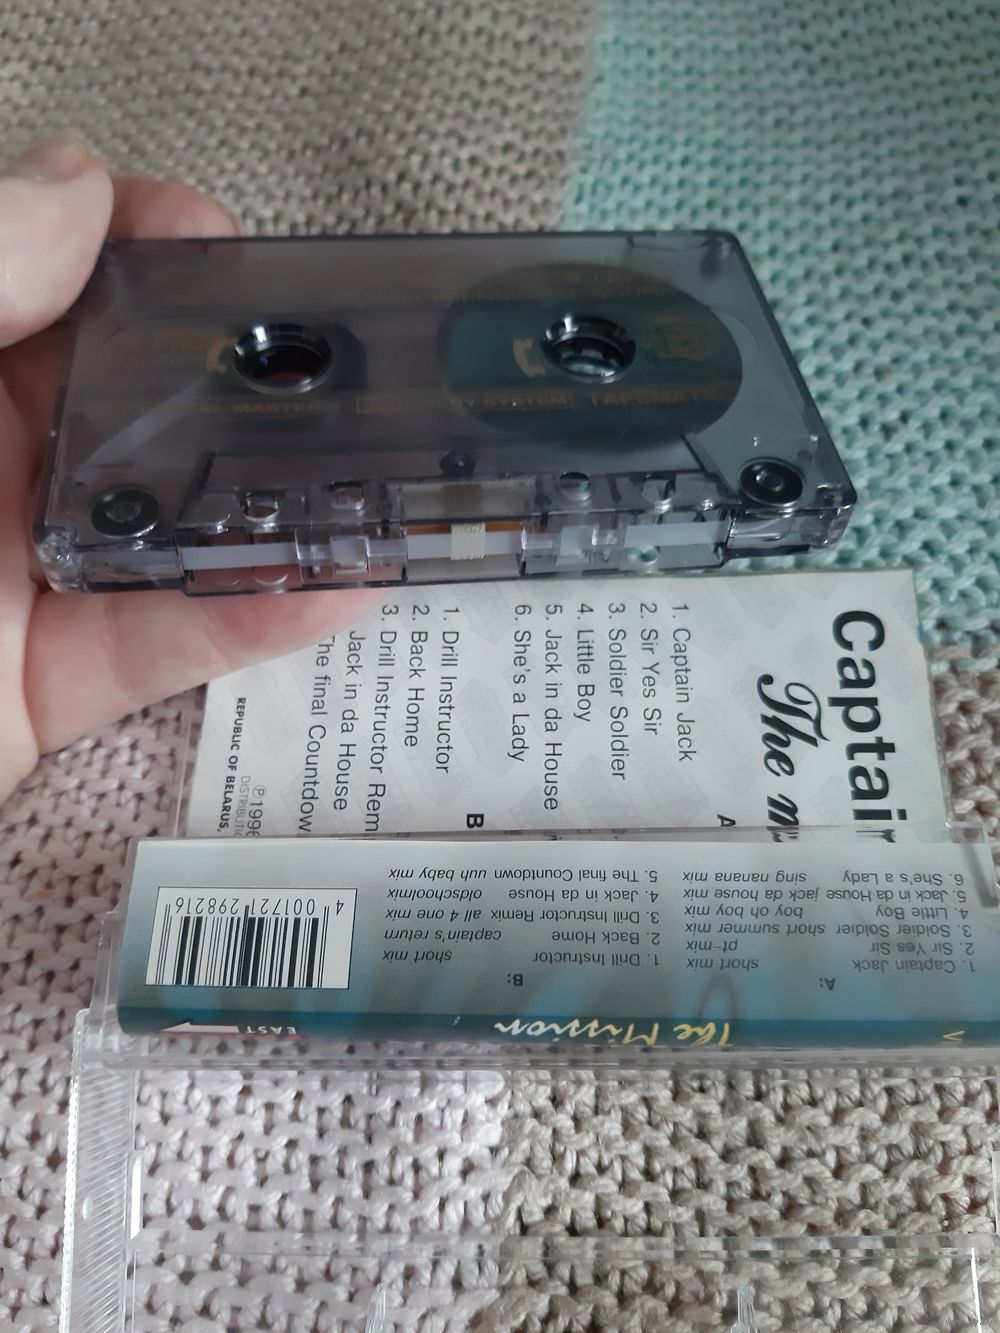 TAPEMATIC
Captai
The m
A
1. Captain Jack
2. Sir Yes Sir
3. Soldier Soldier
4. Little Boy
5. Jack in da House
6. She's a Lady
B
1. Drill Instructor
2. Back Home
3. Drill Instructor Rem
Jack in da House
The final Countdow
℗1996
DISTRIBUTIO
REPUBLIC OF BELARUS,
The Mission
EAST
A:
1. Captain Jack short mix
2. Sir Yes Sir pt-mix
3. Soldier Soldier short summer mix
4. Little Boy boy oh boy mix
5. Jack in da House jack da house mix
6. She's a Lady sing nanana mix
B:
1. Drill Instructor short mix
2. Back Home captain's return
3. Drill Instructor Remix all 4 one mix
4. Jack in da House oldschoolmix
5. The final Countdown uuh baby mix
4 001721 298216